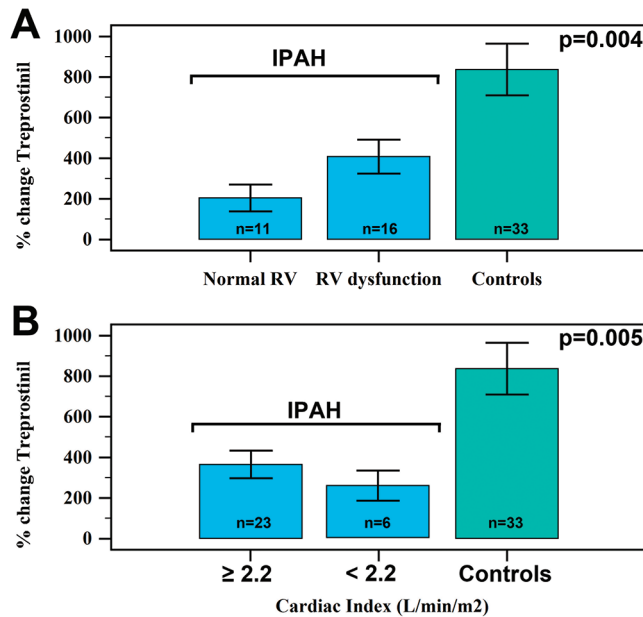 A
p=0.004
IPAH
% change Treprostinil
1000
800
600
400
200
0
n=11
n=16
n=33
Normal RV
RV dysfunction
Controls
B
p=0.005
IPAH
% change Treprostinil
1000
800
600
400
200
0
n=23
n=6
n=33
≥ 2.2
< 2.2
Controls
Cardiac Index (L/min/m2)